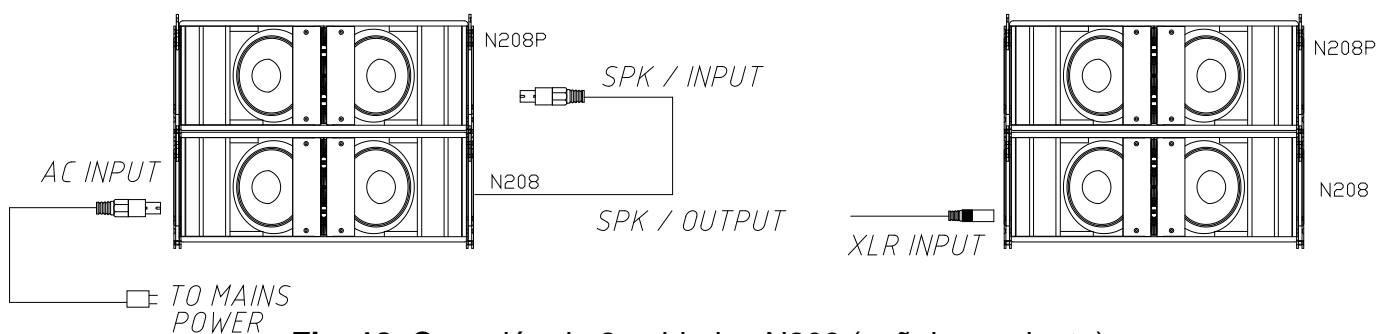 N208P
SPK / INPUT
AC INPUT
N208
SPK / OUTPUT
TO MAINS
POWER
N208P
N208
XLR INPUT